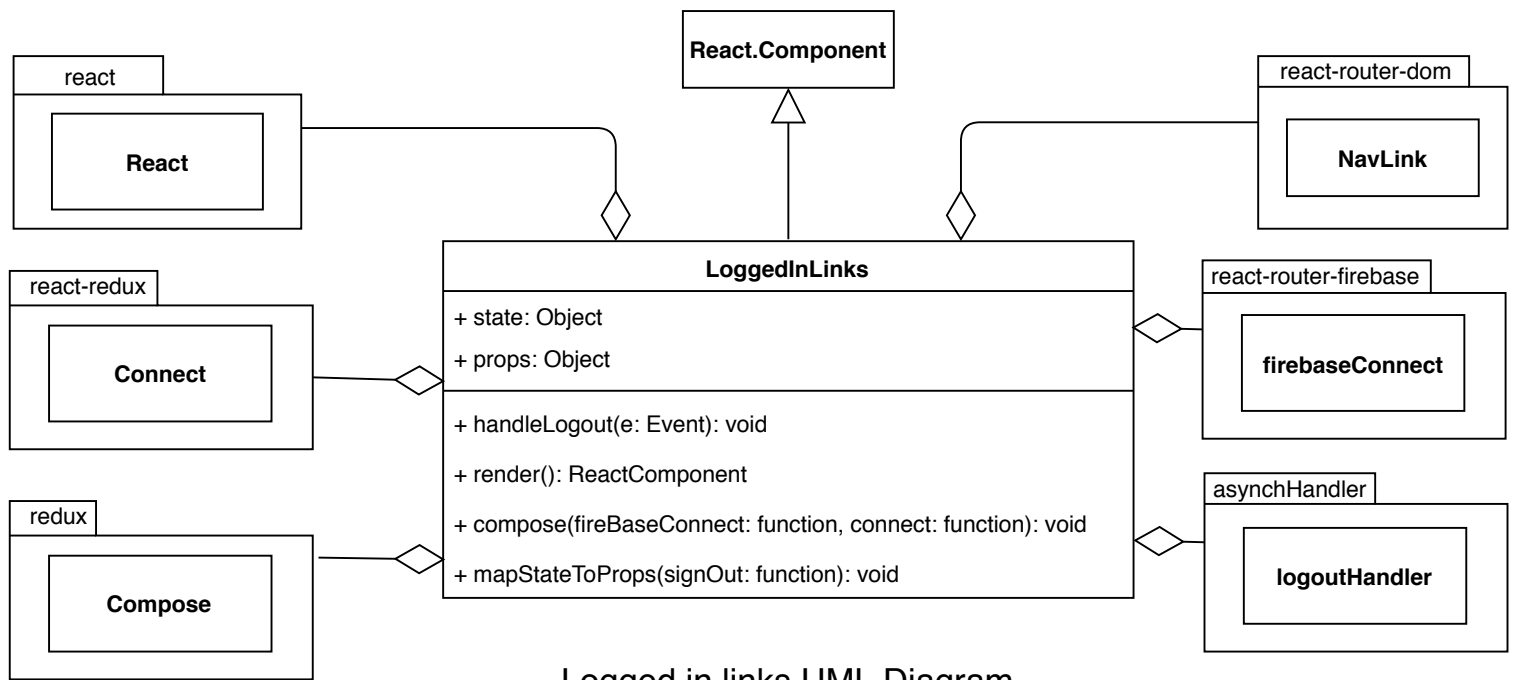 React.Component
react
React
react-router-dom
NavLink
react-redux
Connect
LoggedInLinks
+ state: Object
+ props: Object
+ handleLogout(e: Event): void
+ render(): ReactComponent
+ compose(fireBaseConnect: function, connect: function): void
+ mapStateToProps(signOut: function): void
react-router-firebase
firebaseConnect
redux
Compose
asynchHandler
logoutHandler
Logged in links UML Diagram